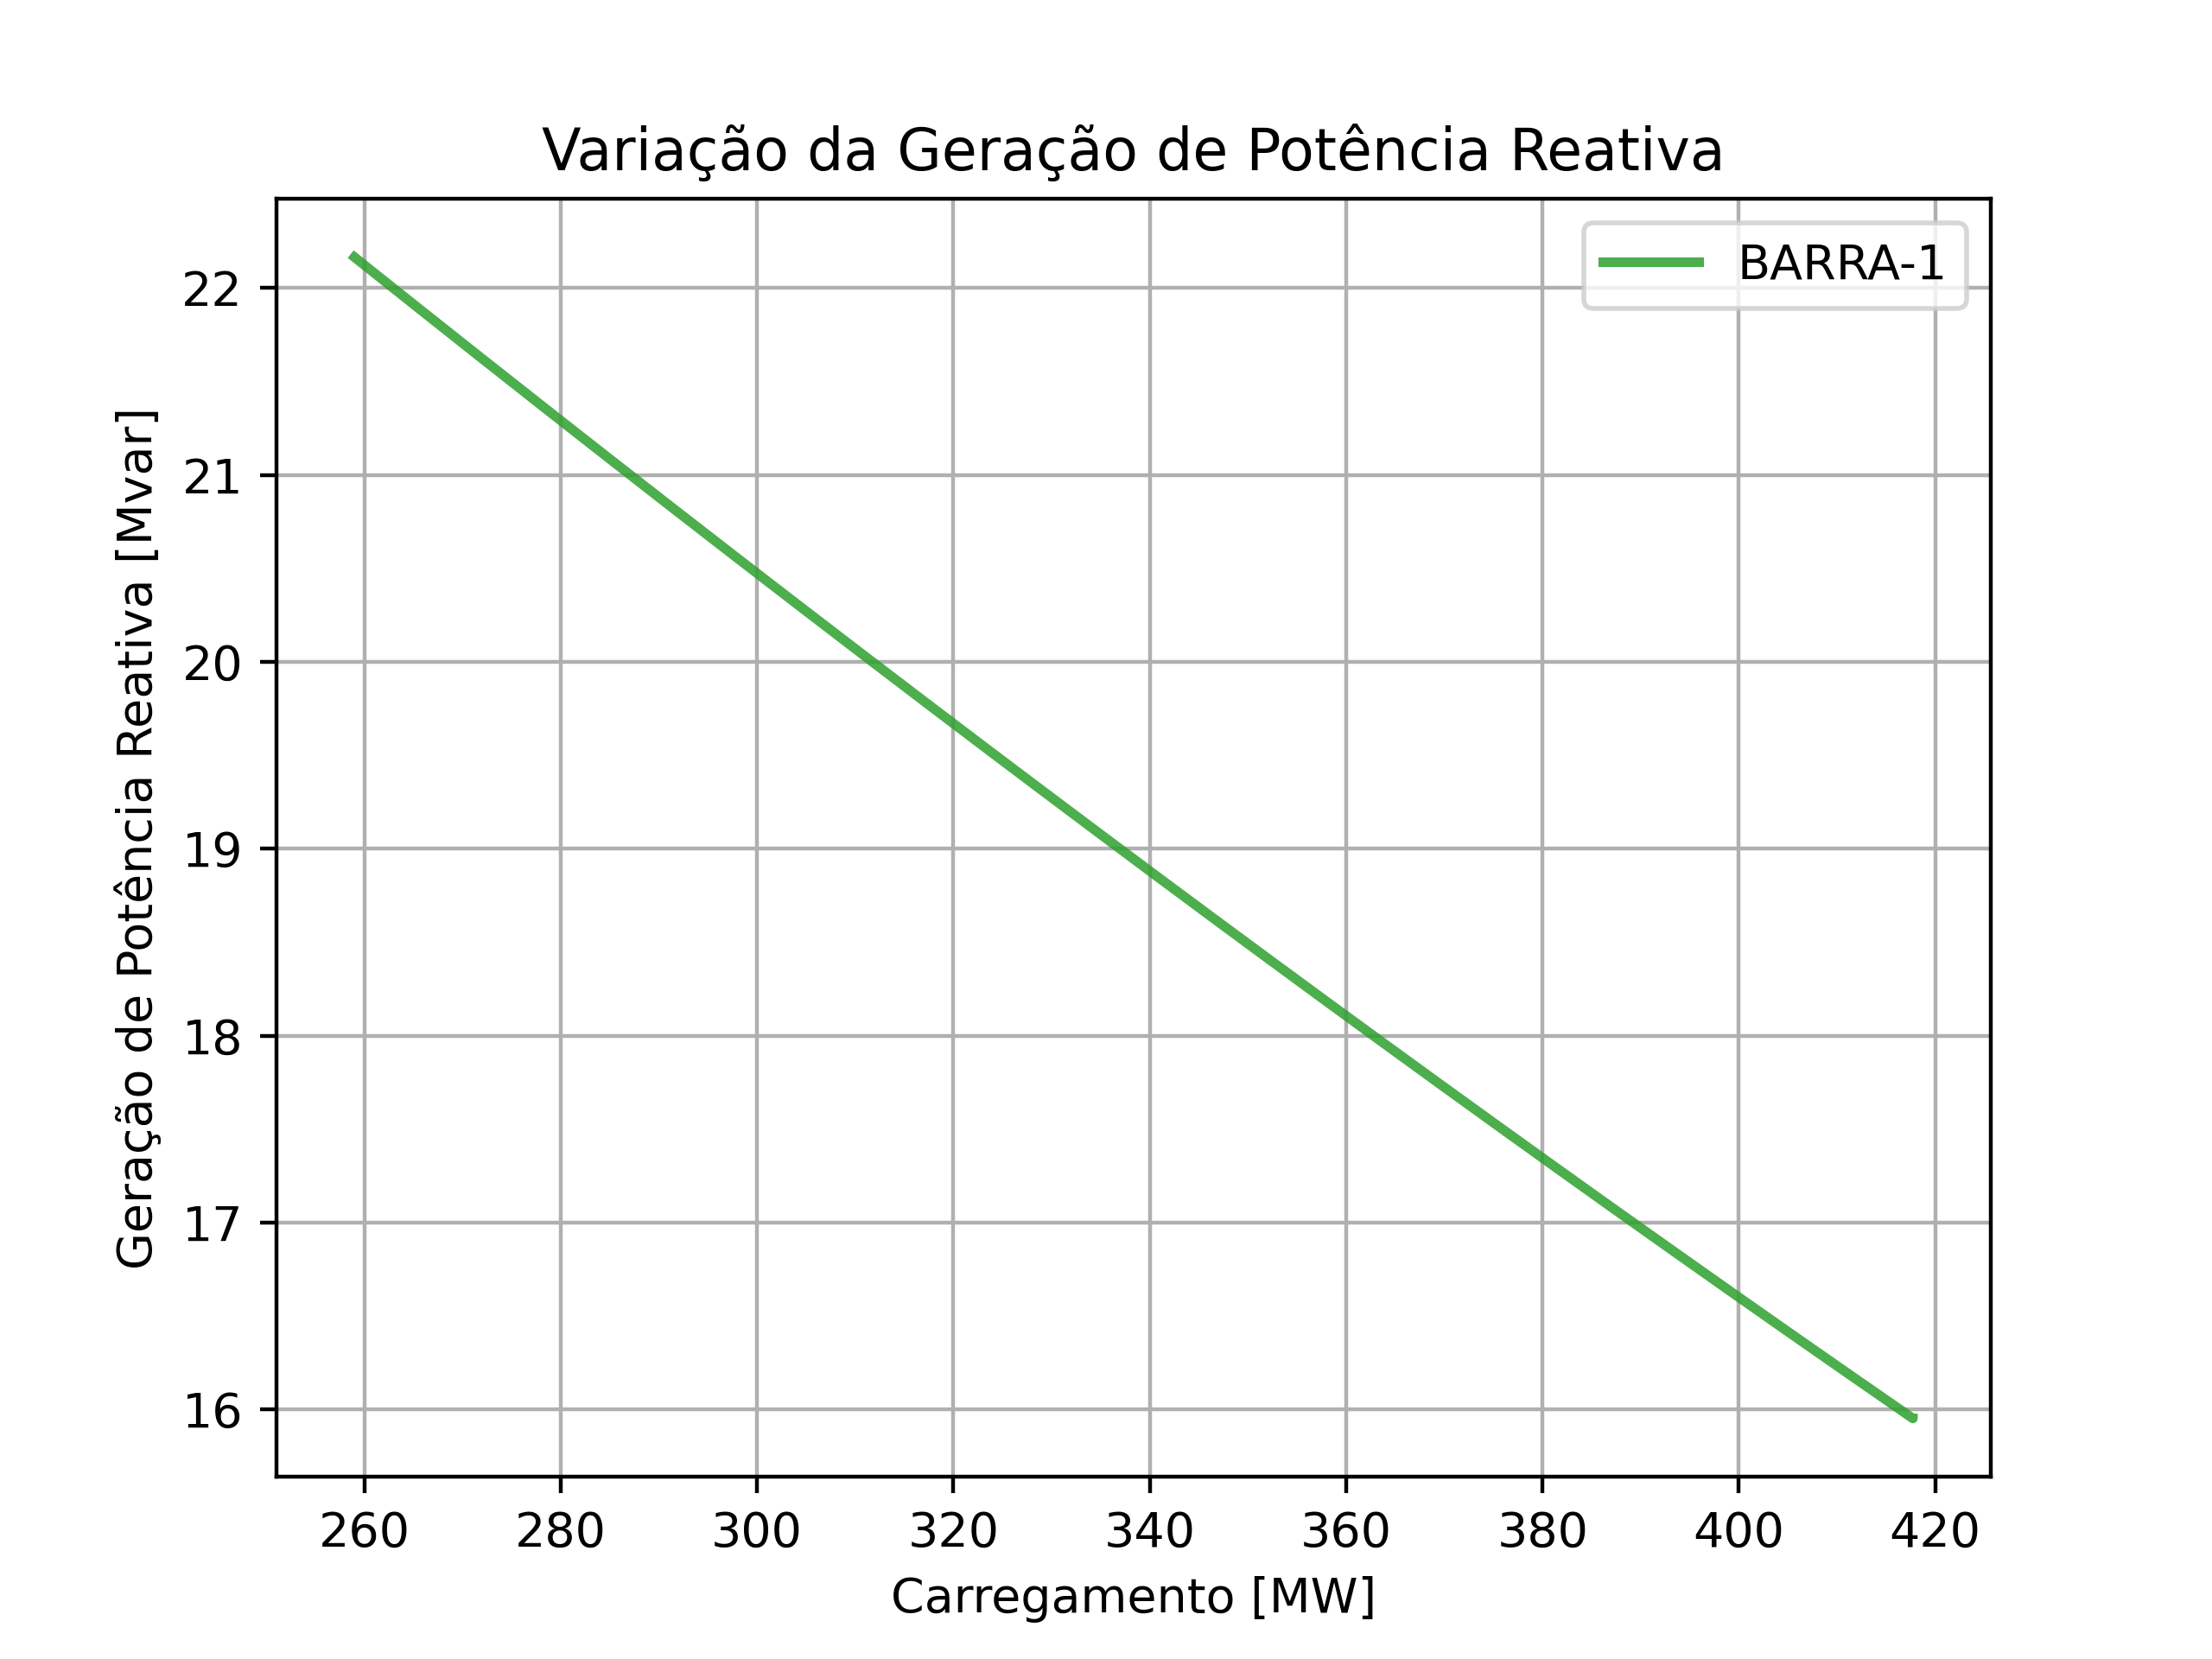 Variação da Geração de Potência Reativa
BARRA-1
Geração de Potência Reativa [Mvar]
22
21
20
19
18
17
16
260 280 300 320 340 360 380 400 420
Carregamento [MW]